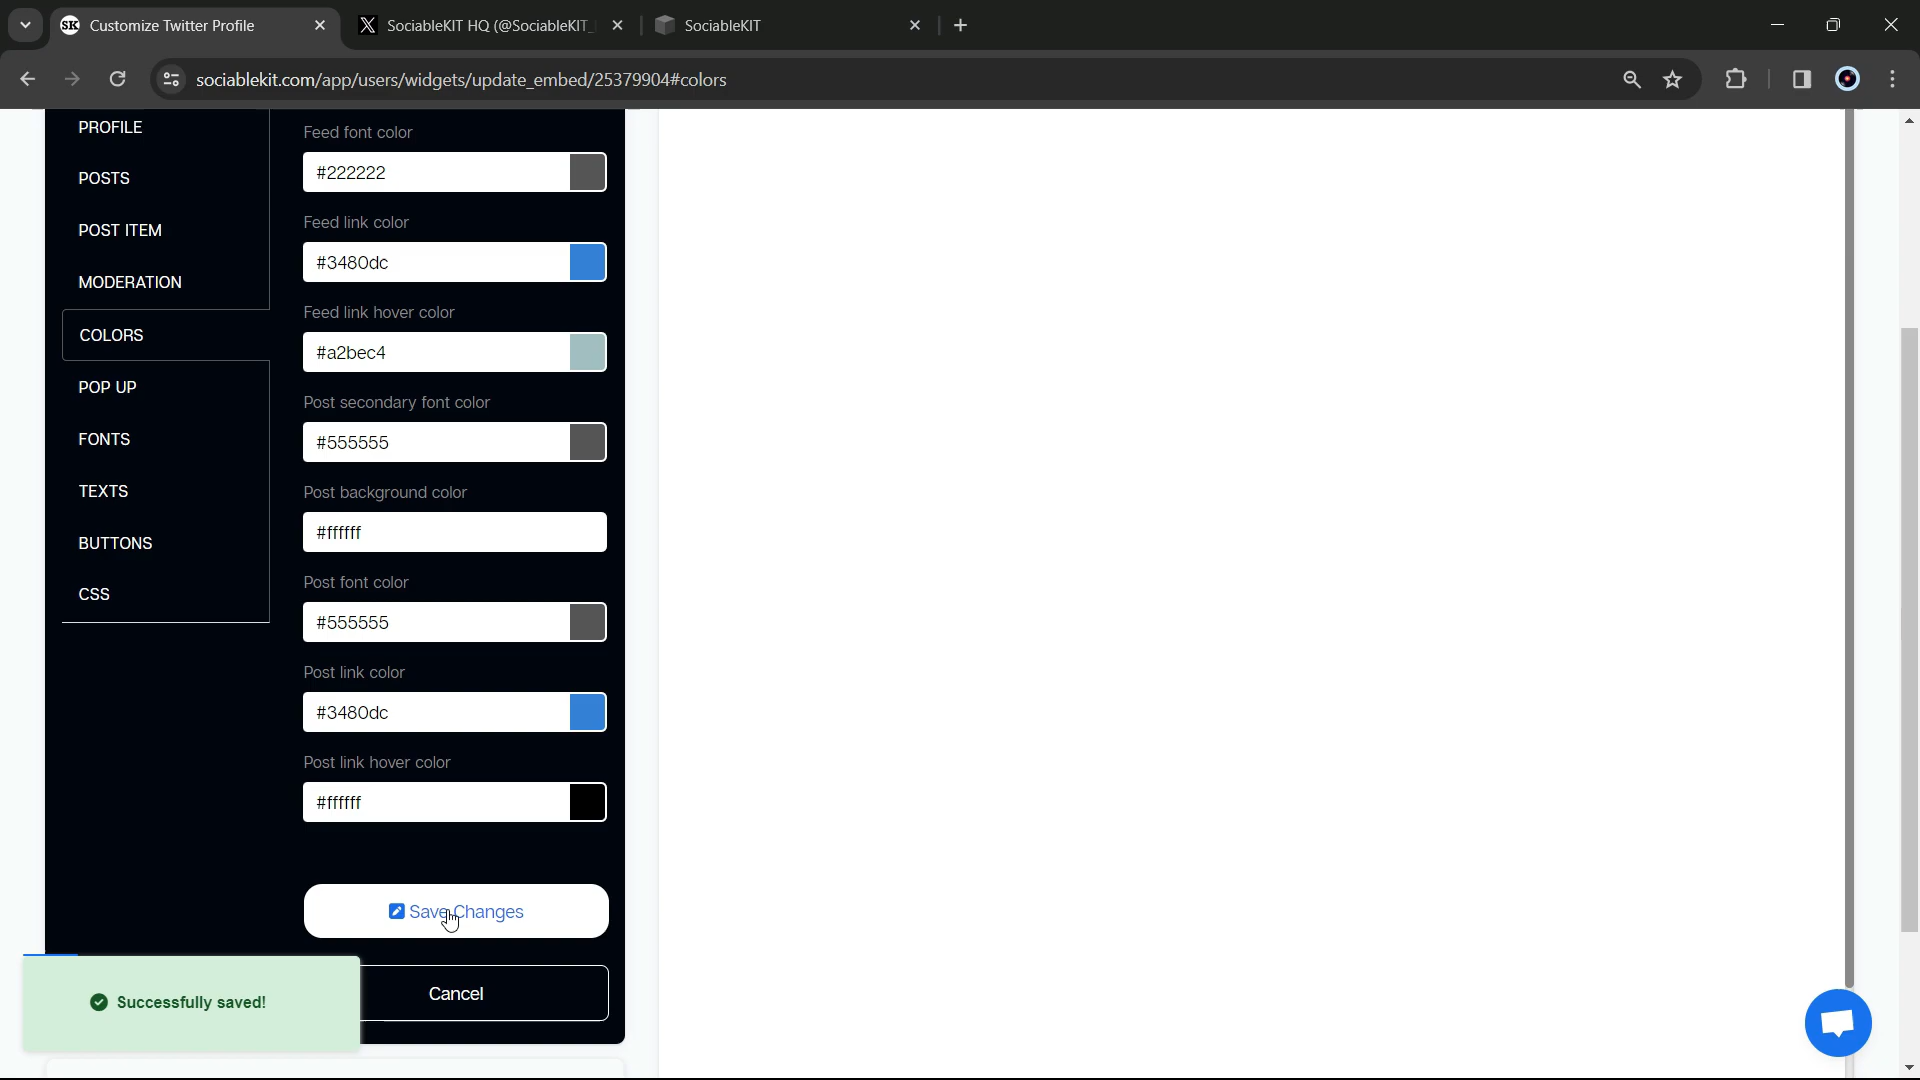 Customize Twitter Profile
SociableKIT HQ (@SociableKIT_
SociableKIT
sociablekit.com/app/users/widgets/update_embed/25379904#colors
PROFILE
POSTS
POST ITEM
MODERATION
COLORS
POP UP
FONTS
TEXTS
BUTTONS
CSS
Feed font color
#222222
Feed link color
#3480dc
Feed link hover color
#a2bec4
Post secondary font color
#555555
Post background color
#ffffff
Post font color
#555555
Post link color
#3480dc
Post link hover color
#ffffff
Save Changes
Cancel
Successfully saved!